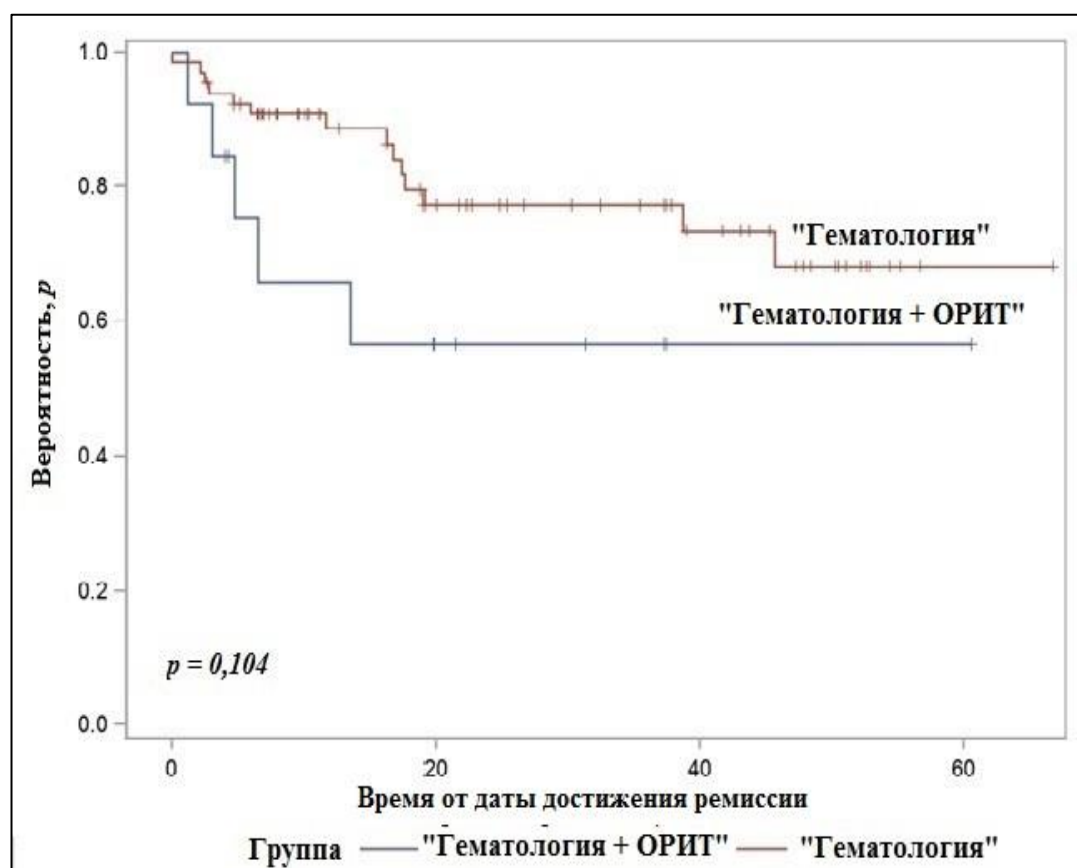 1.0
0.8
0.6
0.4
0.2
0.0
Вероятность, p
"Гематология"
"Гематология + ОРИТ"
p = 0,104
0 20 40 60
Время от даты достижения ремиссии
Группа "Гематология + ОРИТ" "Гематология"